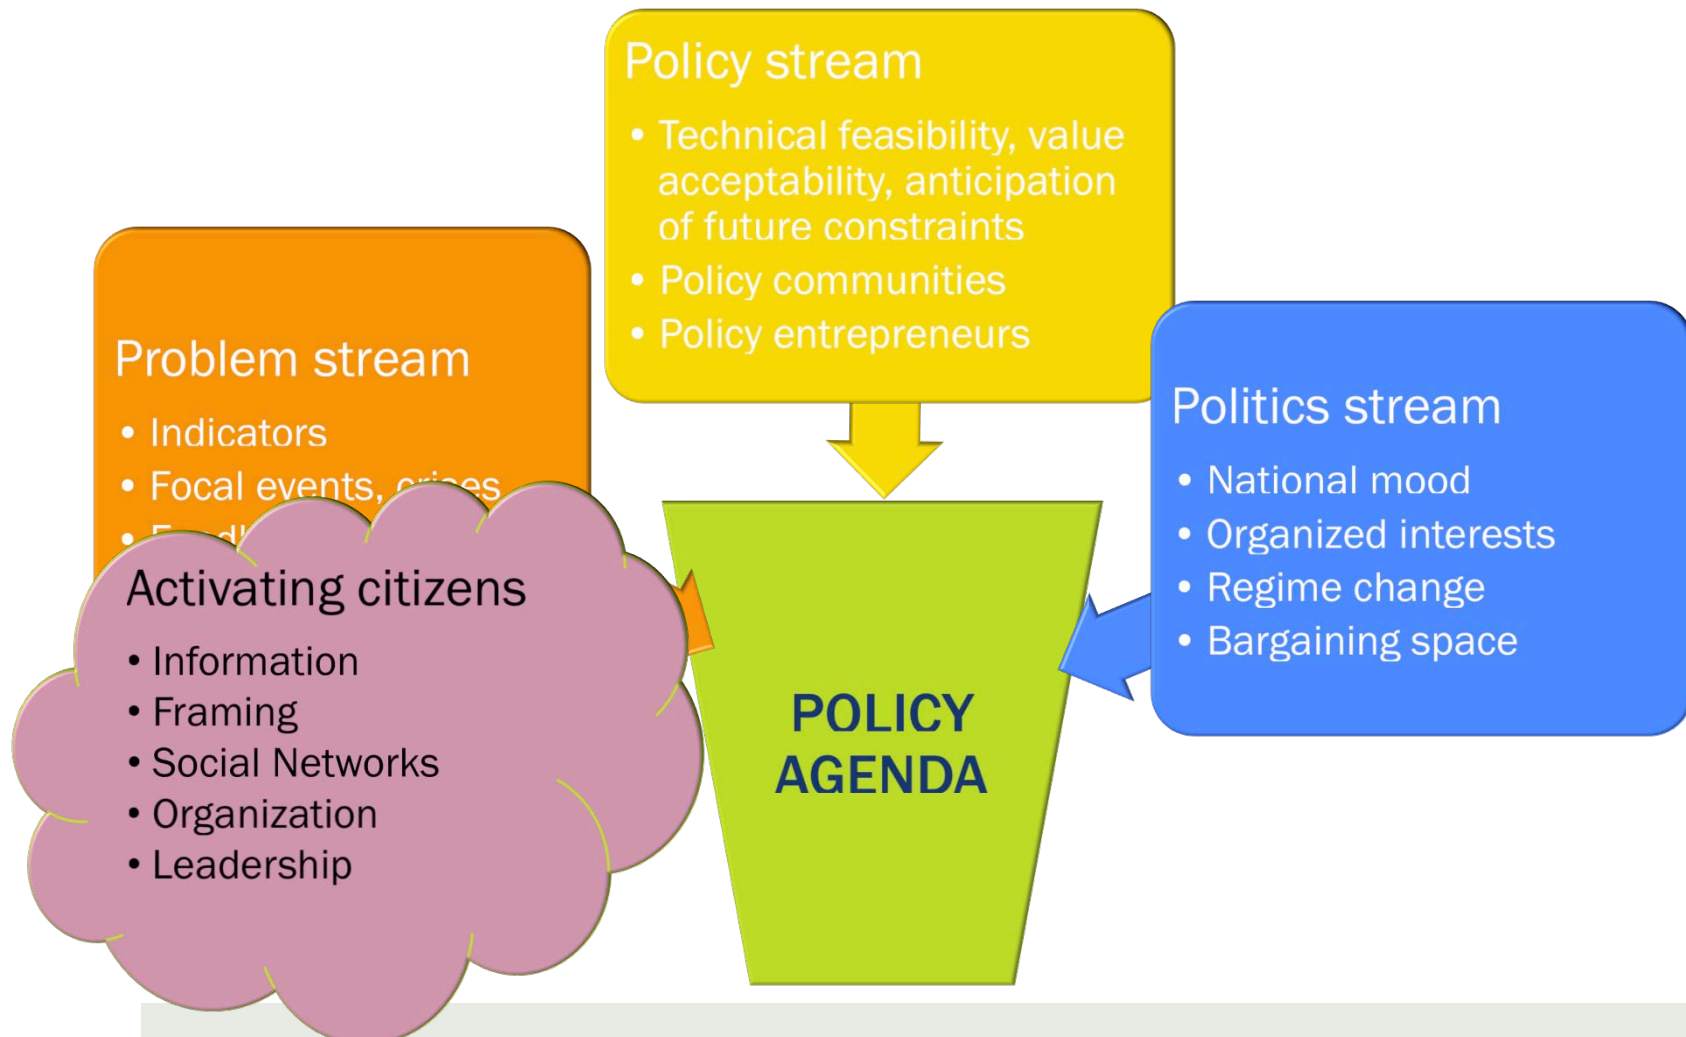 Policy stream
• Technical feasibility, value
acceptability, anticipation
of future constraints
• Policy communities
• Policy entrepreneurs
Problem stream
• Indicators
• Focal events, crises
Politics stream
• National mood
• Organized interests
• Regime change
• Bargaining space
Activating citizens
• Information
• Framing
• Social Networks
• Organization
• Leadership
POLICY
AGENDA